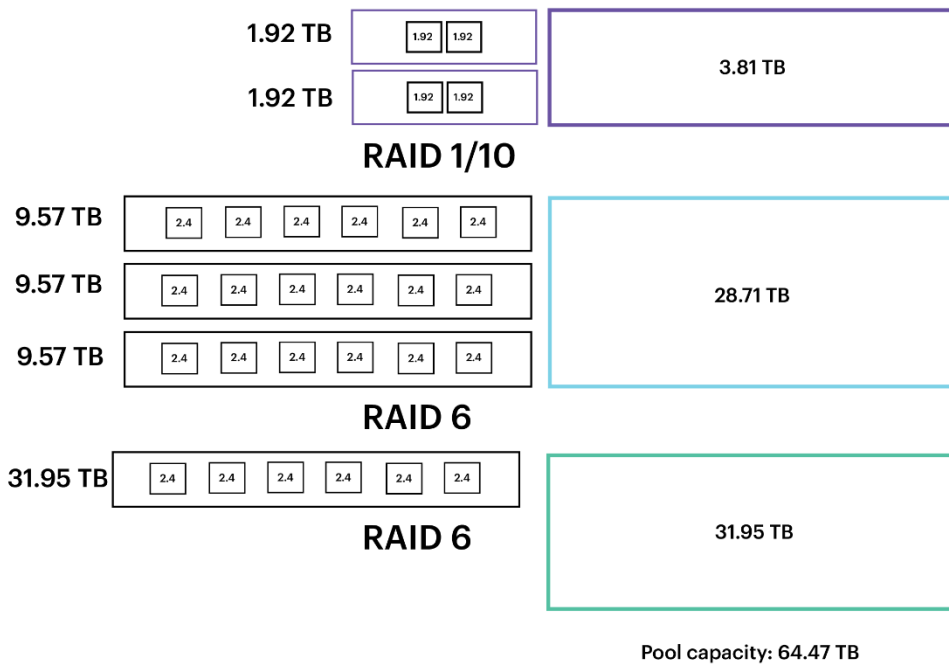 1.92 TB 1.92 1.92 3.81 TB
1.92 TB 1.92 1.92
RAID 1/10
9.57 TB 2.4 2.4 2.4 2.4 2.4 2.4
9.57 TB 2.4 2.4 2.4 2.4 2.4 2.4 28.71 TB
9.57 TB 2.4 2.4 2.4 2.4 2.4 2.4
RAID 6
31.95 TB 2.4 2.4 2.4 2.4 2.4 2.4
31.95 TB
RAID 6
Pool capacity: 64.47 TB